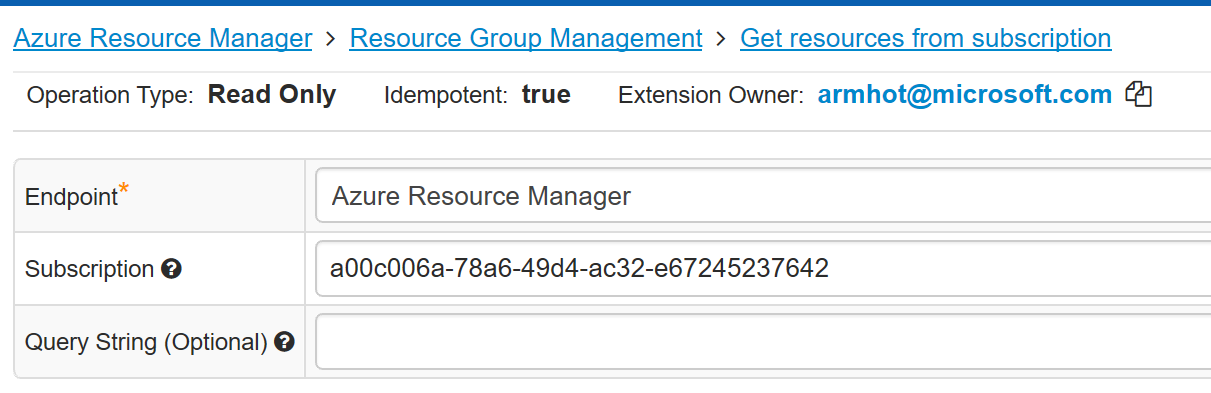 Azure Resource Manager > Resource Group Management > Get resources from subscription
Operation Type: Read Only Idempotent: true Extension Owner: armhot@microsoft.com
Endpoint* Azure Resource Manager
Subscription ? a00c006a-78a6-49d4-ac32-e67245237642
Query String (Optional) ?